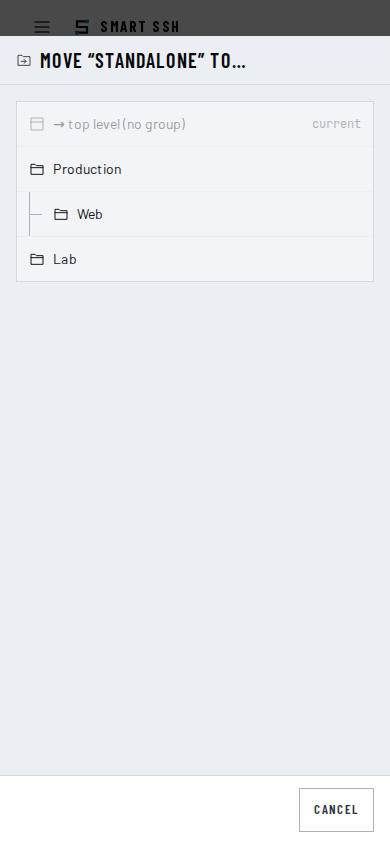 SMART SSH
MOVE “STANDALONE” TO…
→ top level (no group) current
Production
Web
Lab
CANCEL